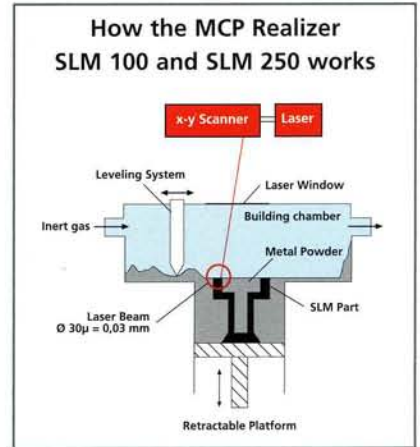 How the MCP Realizer
SLM 100 and SLM 250 works
x-y Scanner
Laser
Leveling System
Laser Window
Building chamber
Inert gas
Metal Powder
SLM Part
Laser Beam
Ø 30µ = 0,03 mm
Retractable Platform